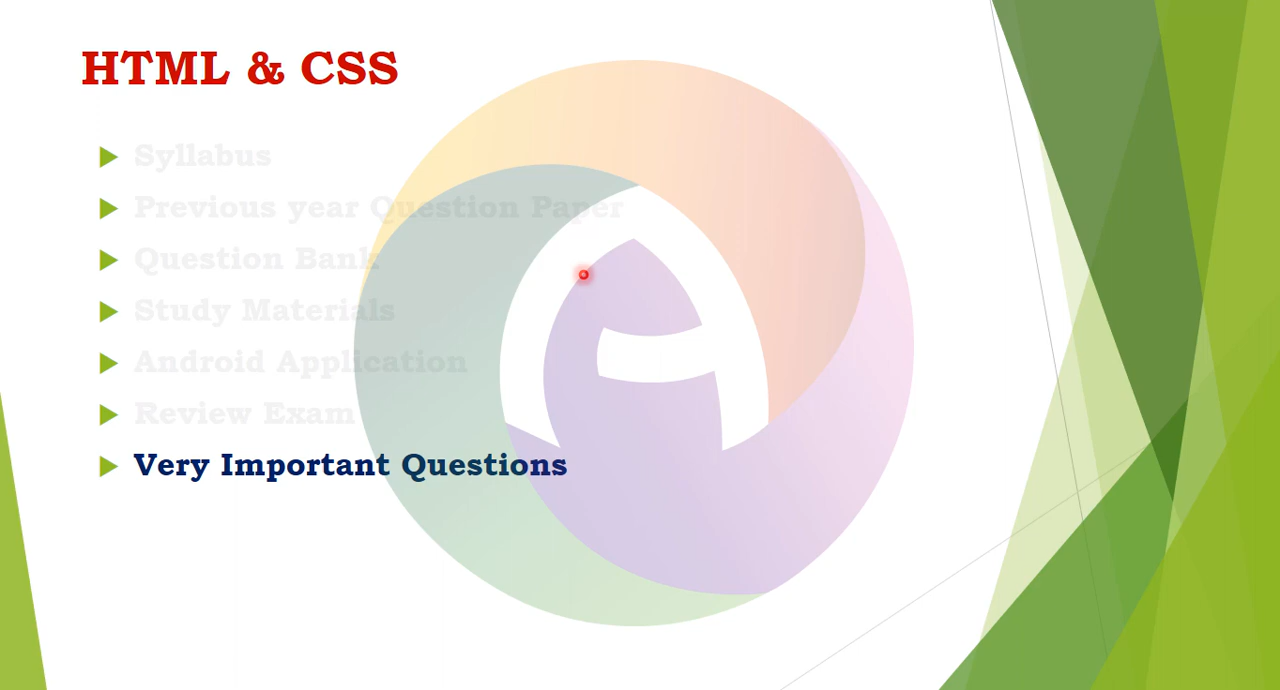 HTML & CSS
Syllabus
Previous year Question Paper
Question Bank
Study Materials
Android Application
Review Exam
Very Important Questions